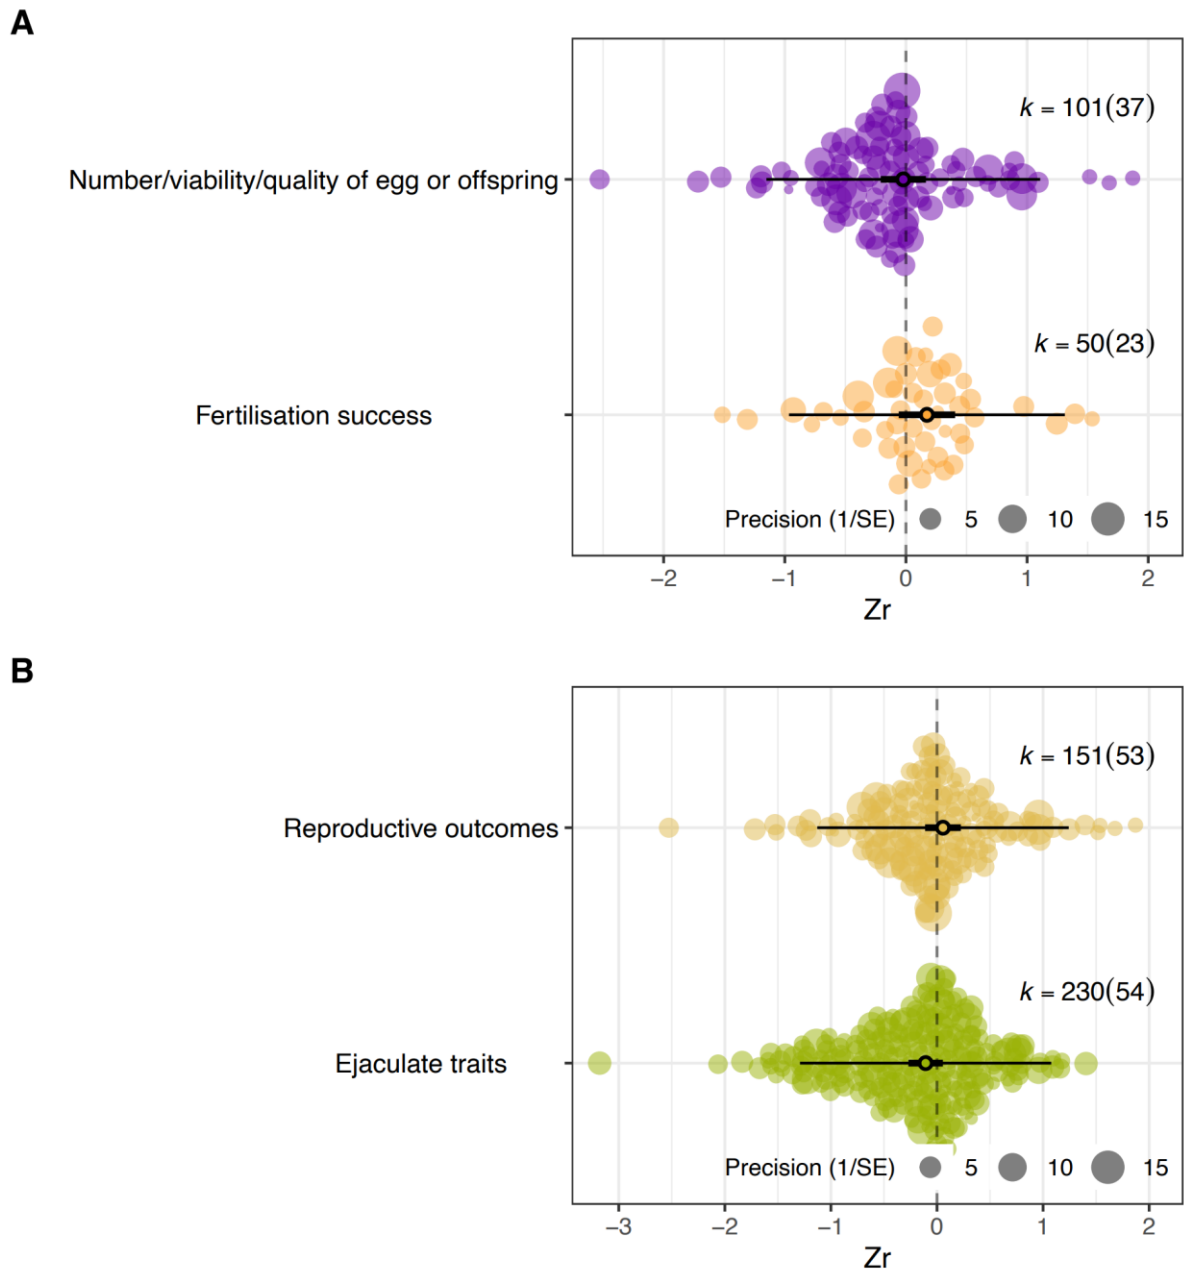 A
k = 101(37)
Number/viability/quality of egg or offspring
k = 50(23)
Fertilisation success
Precision (1/SE) 5 10 15
−2 −1 0 1 2
Zr
B
k = 151(53)
Reproductive outcomes
k = 230(54)
Ejaculate traits
Precision (1/SE) 5 10 15
−3 −2 −1 0 1 2
Zr